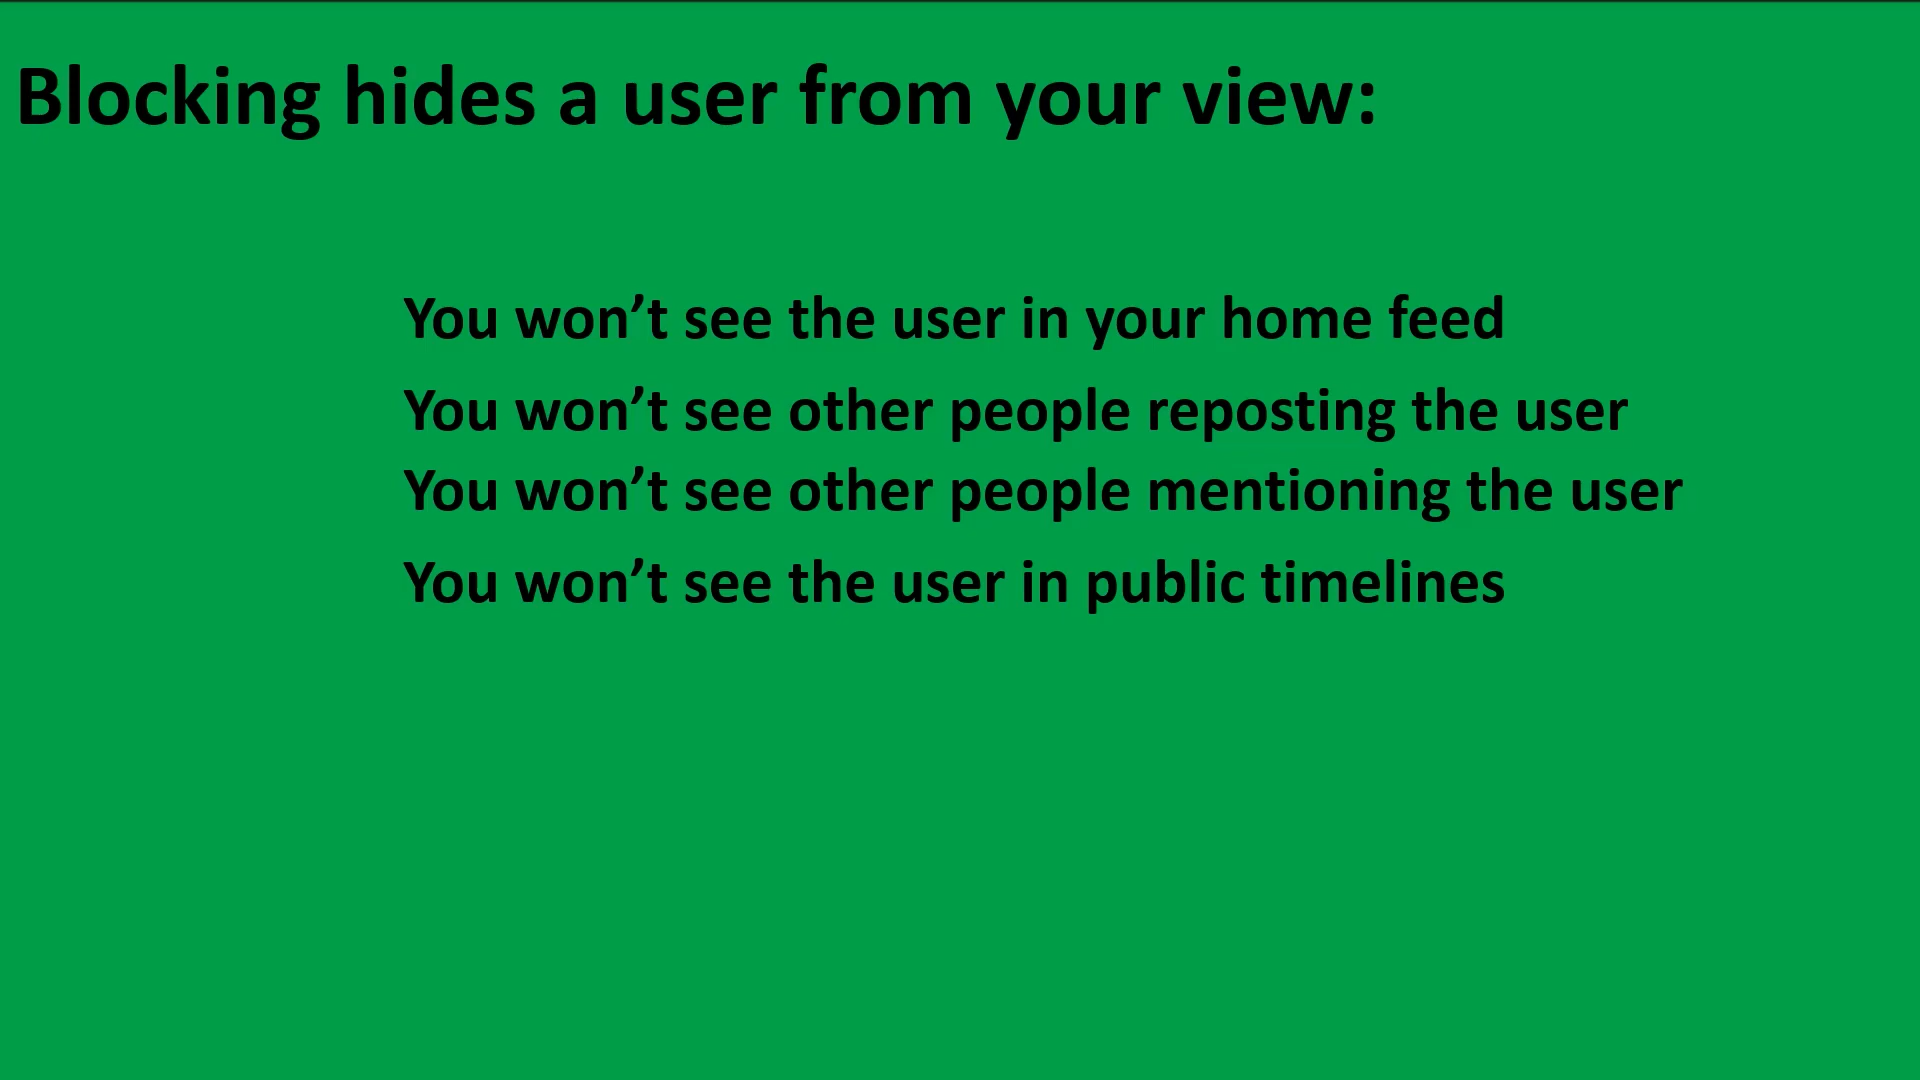 Blocking hides a user from your view:
You won’t see the user in your home feed
You won’t see other people reposting the user
You won’t see other people mentioning the user
You won’t see the user in public timelines